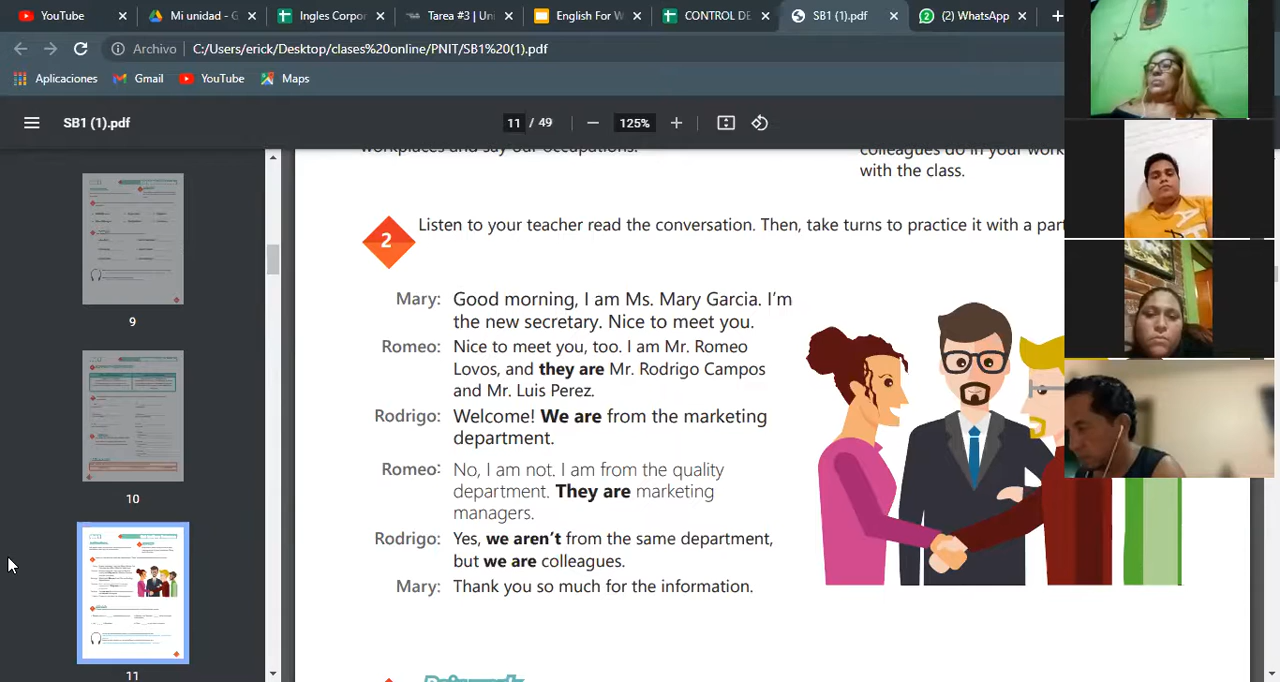 YouTube
Mi unidad - G
Ingles Corpor
Tarea #3 | Uni
English For W
CONTROL DE
SB1 (1).pdf
(2) WhatsApp
Archivo
C:/Users/erick/Desktop/clases%20online/PNIT/SB1%20(1).pdf
Aplicaciones
Gmail
YouTube
Maps
SB1 (1).pdf
11 / 49
125%
9
10
11
workplaces and say our occupations.
colleagues do in your work
with the class.
2
Listen to your teacher read the conversation. Then, take turns to practice it with a part
Mary: Good morning, I am Ms. Mary Garcia. I'm
the new secretary. Nice to meet you.
Romeo: Nice to meet you, too. I am Mr. Romeo
Lovos, and they are Mr. Rodrigo Campos
and Mr. Luis Perez.
Rodrigo: Welcome! We are from the marketing
department.
Romeo: No, I am not. I am from the quality
department. They are marketing
managers.
Rodrigo: Yes, we aren't from the same department,
but we are colleagues.
Mary: Thank you so much for the information.